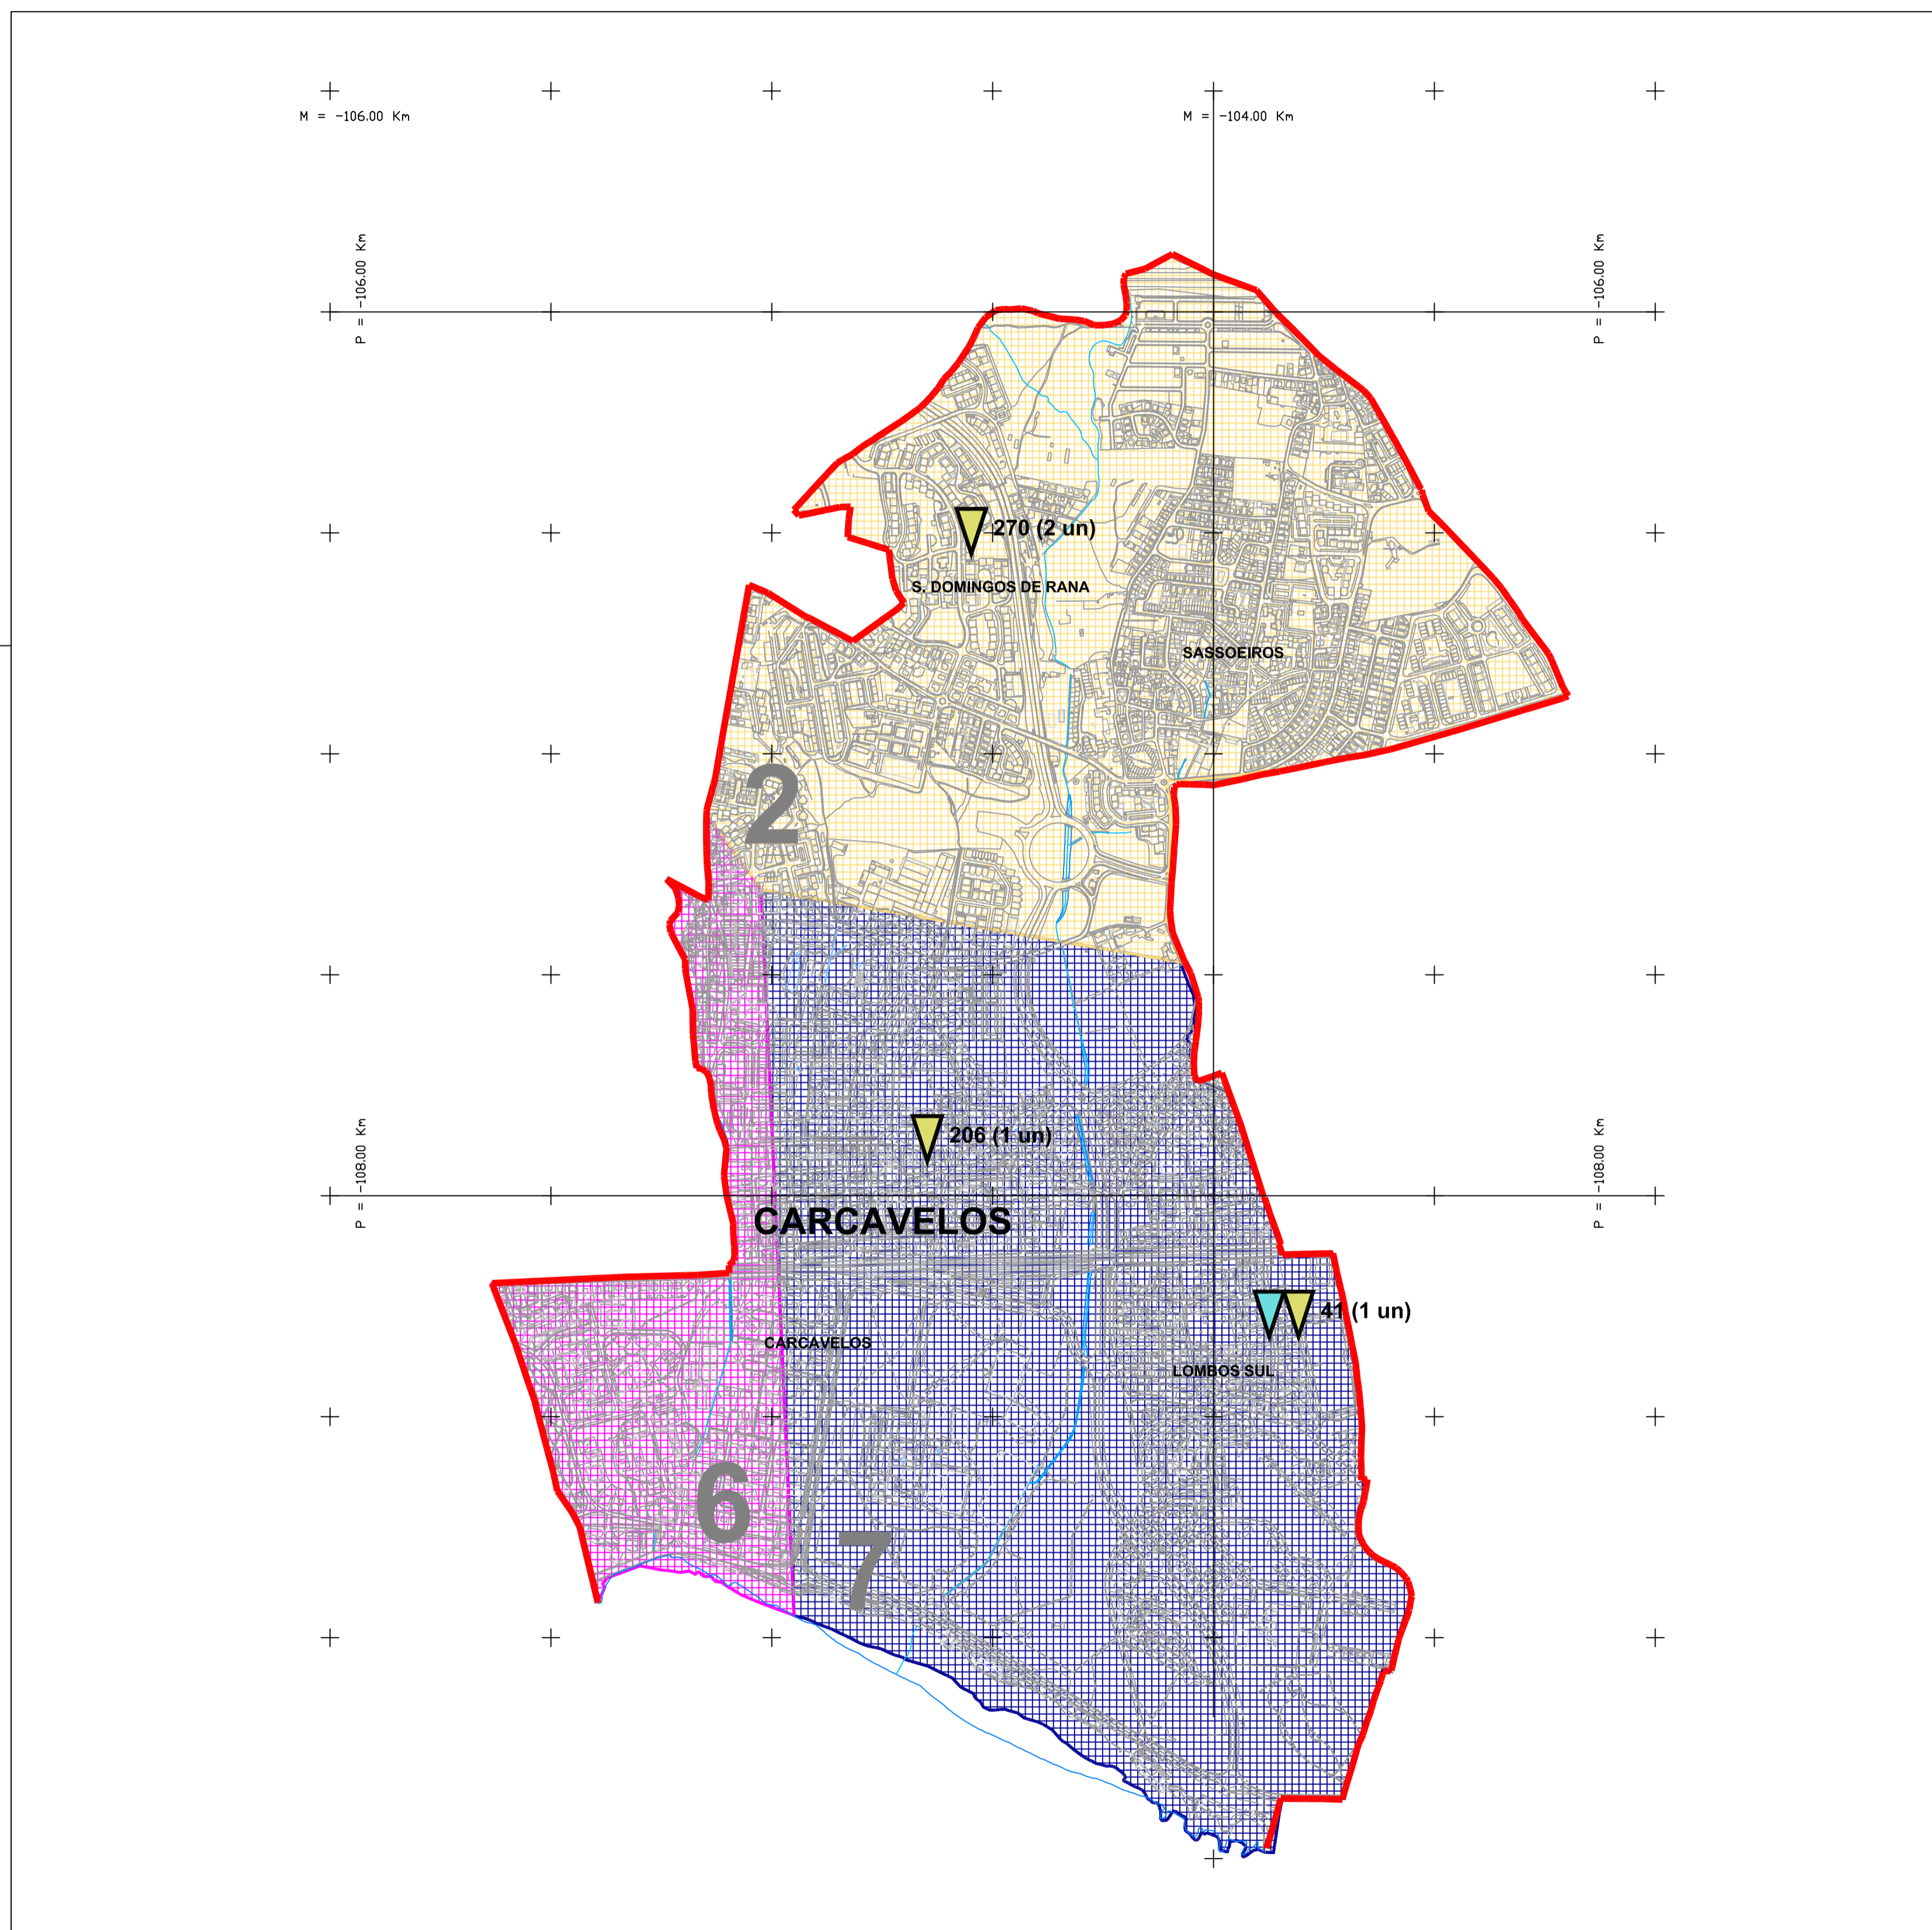 M = -106.00 Km
M = -104.00 Km
P = -106.00 Km
P = -106.00 Km
270 (2 un)
S. DOMINGOS DE RANA
SASSOEIROS
2
206 (1 un)
P = -108.00 Km
P = -108.00 Km
CARCAVELOS
41 (1 un)
CARCAVELOS
LOMBOS SUL
6
7